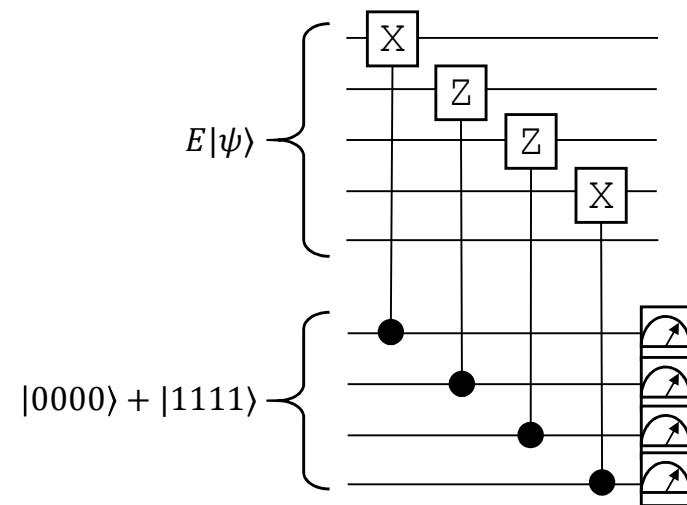 X
Z
E|ψ⟩
Z
X
|0000⟩ + |1111⟩